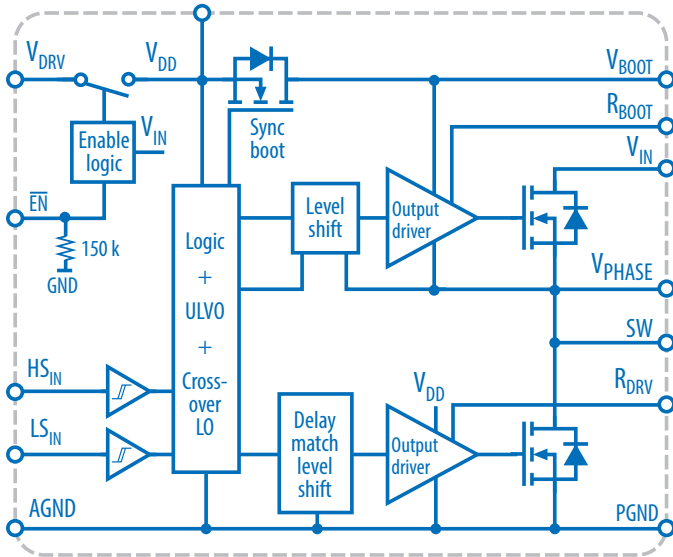 VDRV
VDD
VBOOT
RBOOT
Sync
boot
Enable
logic
VIN
VIN
EN
150 k
GND
Level
shift
Output
driver
Logic
+
ULVO
+
Cross-
over
LO
VPHASE
SW
HSIN
VDD
RDRV
LSIN
Delay
match
level
shift
Output
driver
AGND
PGND